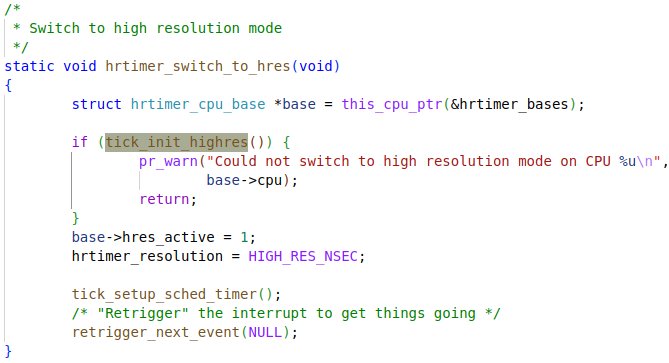 /*
 * Switch to high resolution mode
 */
static void hrtimer_switch_to_hres(void)
{
        struct hrtimer_cpu_base *base = this_cpu_ptr(&hrtimer_bases);

        if (tick_init_highres()) {
                pr_warn("Could not switch to high resolution mode on CPU %u\n",
                        base->cpu);
                return;
        }
        base->hres_active = 1;
        hrtimer_resolution = HIGH_RES_NSEC;

        tick_setup_sched_timer();
        /* "Retrigger" the interrupt to get things going */
        retrigger_next_event(NULL);
}